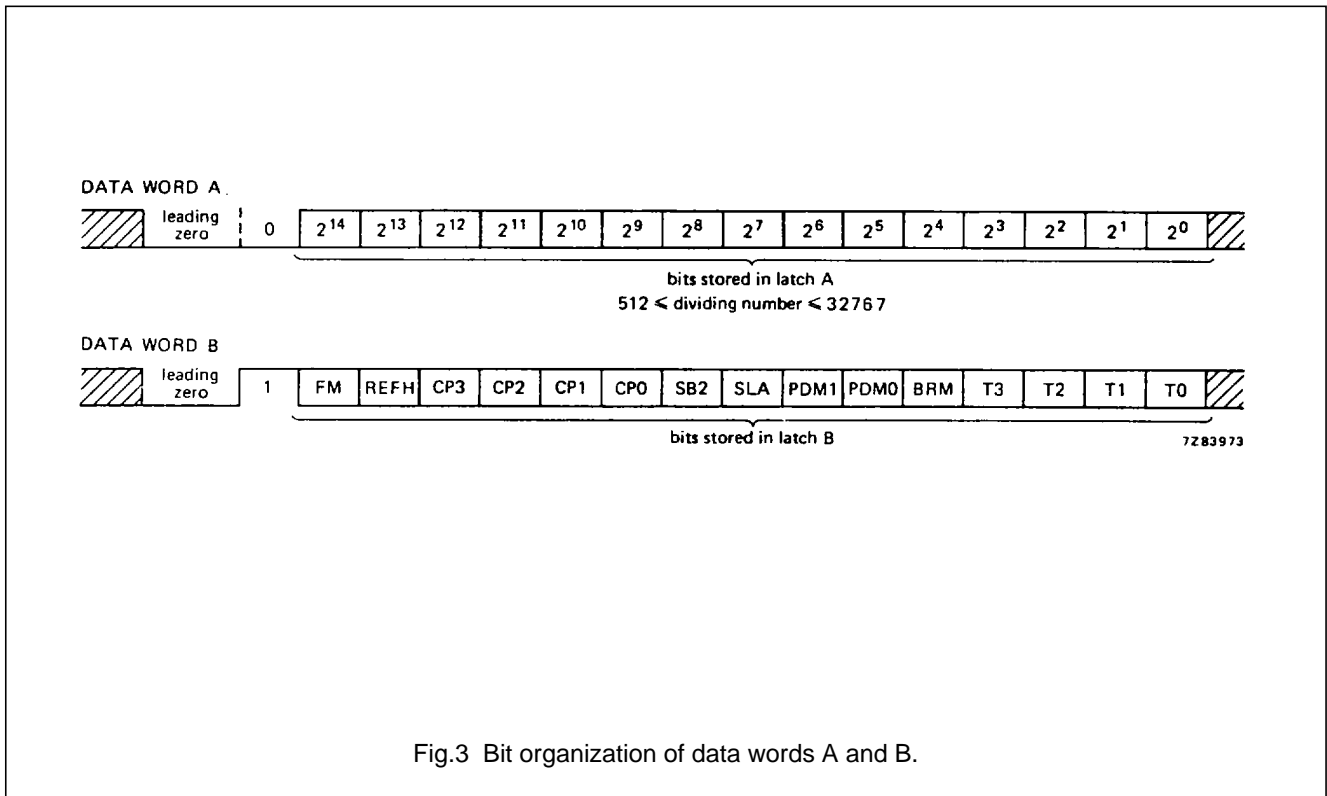 DATA WORD A
leading zero 0 2^14 2^13 2^12 2^11 2^10 2^9 2^8 2^7 2^6 2^5 2^4 2^3 2^2 2^1 2^0
bits stored in latch A
512 ≤ dividing number ≤ 32767
DATA WORD B
leading zero 1 FM REFH CP3 CP2 CP1 CP0 SB2 SLA PDM1 PDM0 BRM T3 T2 T1 T0
bits stored in latch B
7Z83973
Fig.3 Bit organization of data words A and B.